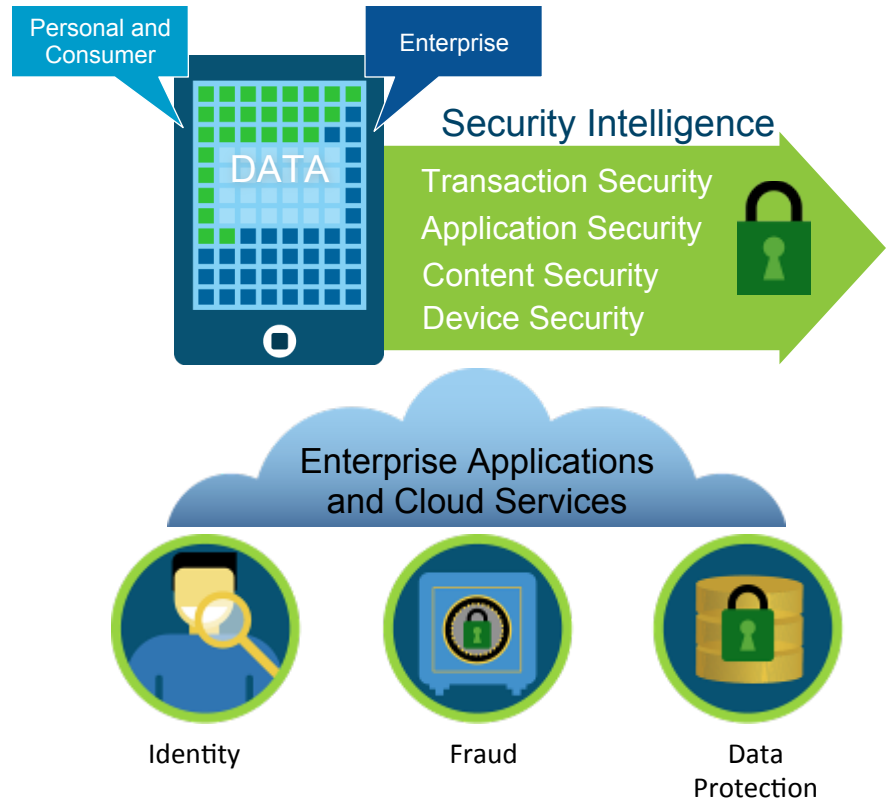 Personal and
Consumer
Enterprise
DATA
Security Intelligence
Transaction Security
Application Security
Content Security
Device Security
Enterprise Applications
and Cloud Services
Identity
Fraud
Data
Protection